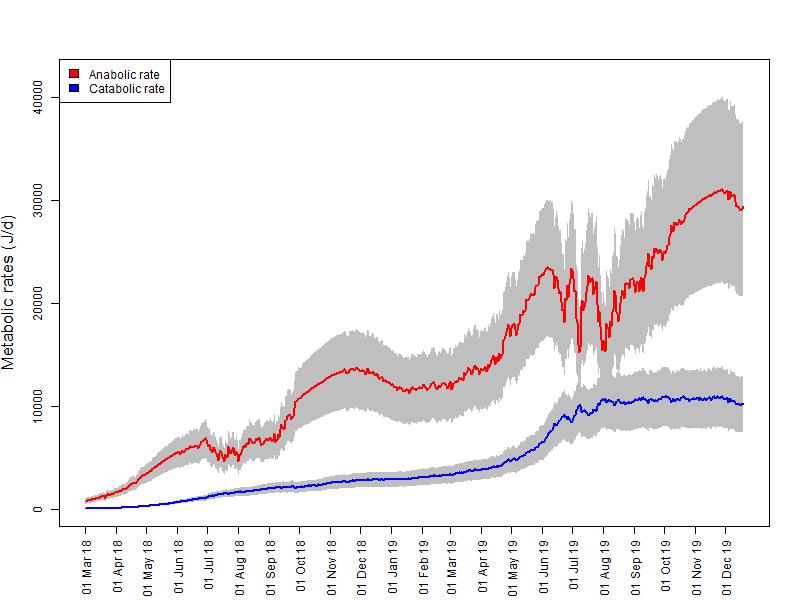 Anabolic rate
Catabolic rate
Metabolic rates (J/d)
40000
30000
20000
10000
0
01 Mar 18
01 Apr 18
01 May 18
01 Jun 18
01 Jul 18
01 Aug 18
01 Sep 18
01 Oct 18
01 Nov 18
01 Dec 18
01 Jan 19
01 Feb 19
01 Mar 19
01 Apr 19
01 May 19
01 Jun 19
01 Jul 19
01 Aug 19
01 Sep 19
01 Oct 19
01 Nov 19
01 Dec 19